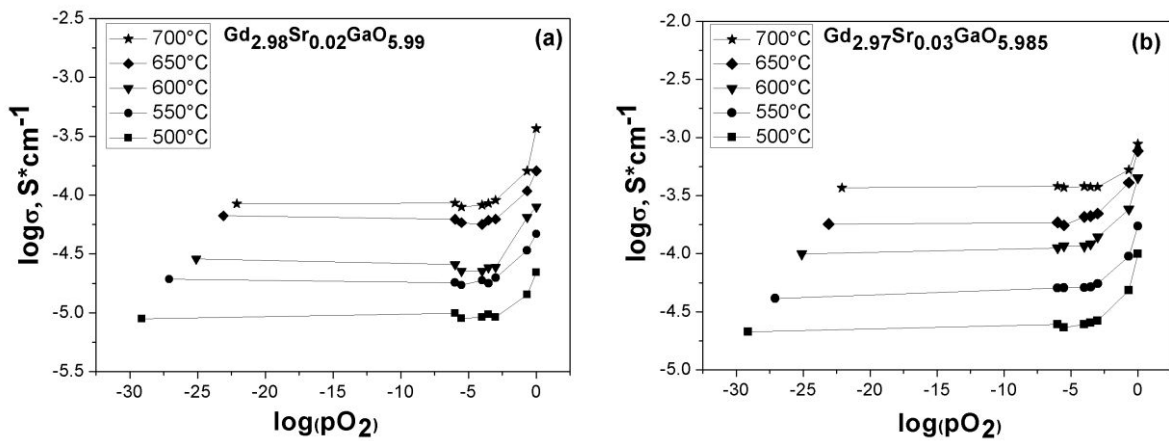 Gd2.98Sr0.02GaO5.99
(a)
700°C
650°C
600°C
550°C
500°C
-2.5
-3.0
-3.5
-4.0
-4.5
-5.0
-5.5
logσ, S*cm-1
-30 -25 -20 -15 -10 -5 0
log(pO2)
Gd2.97Sr0.03GaO5.985
(b)
700°C
650°C
600°C
550°C
500°C
-2.0
-2.5
-3.0
-3.5
-4.0
-4.5
-5.0
logσ, S*cm-1
-35 -30 -25 -20 -15 -10 -5 0
log(pO2)